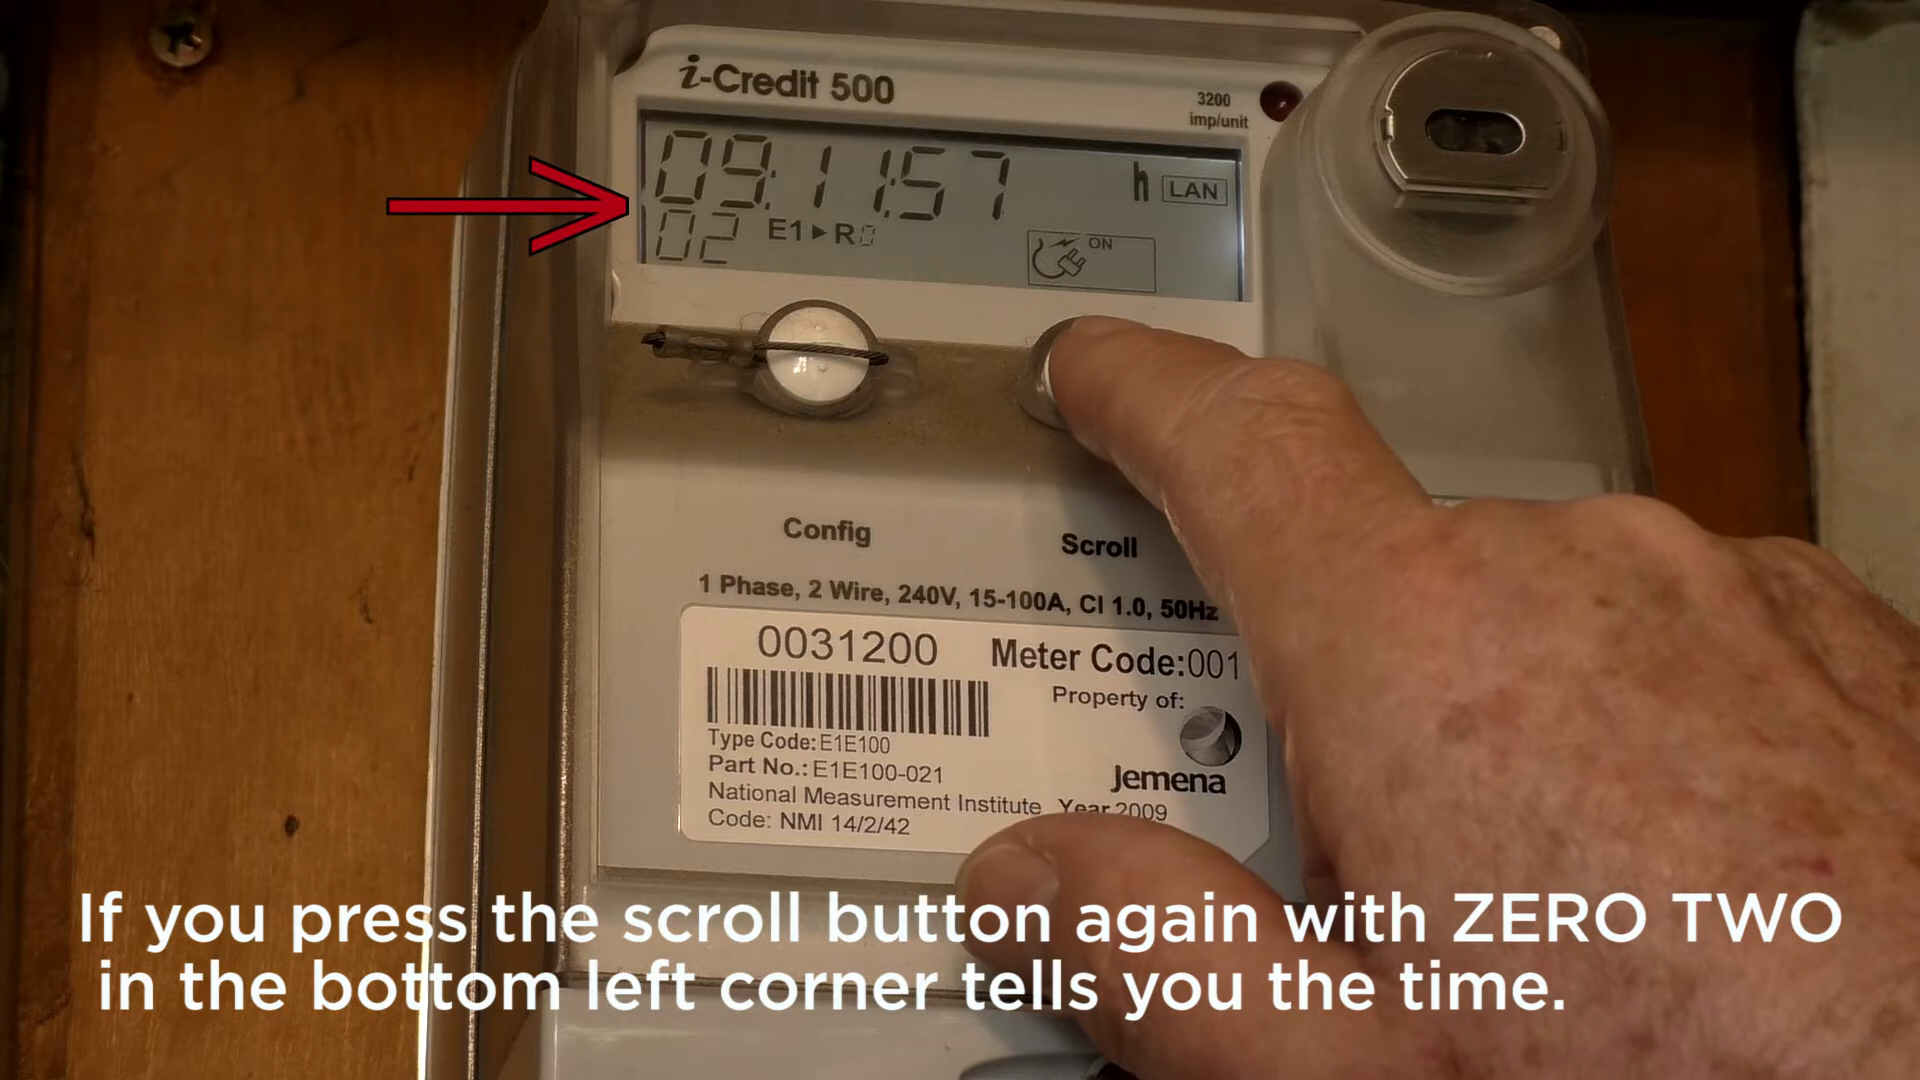 i-Credit 500
3200
imp/unit
09:11:57
h
LAN
02
E1▸R0
ON
Config
Scroll
1 Phase, 2 Wire, 240V, 15-100A, Cl 1.0, 50Hz
0031200
Meter Code:001
Property of:
Type Code:E1E100
Part No.:E1E100-021
Jemena
National Measurement Institute
Year 2009
Code: NMI 14/2/42
If you press the scroll button again with ZERO TWO
in the bottom left corner tells you the time.